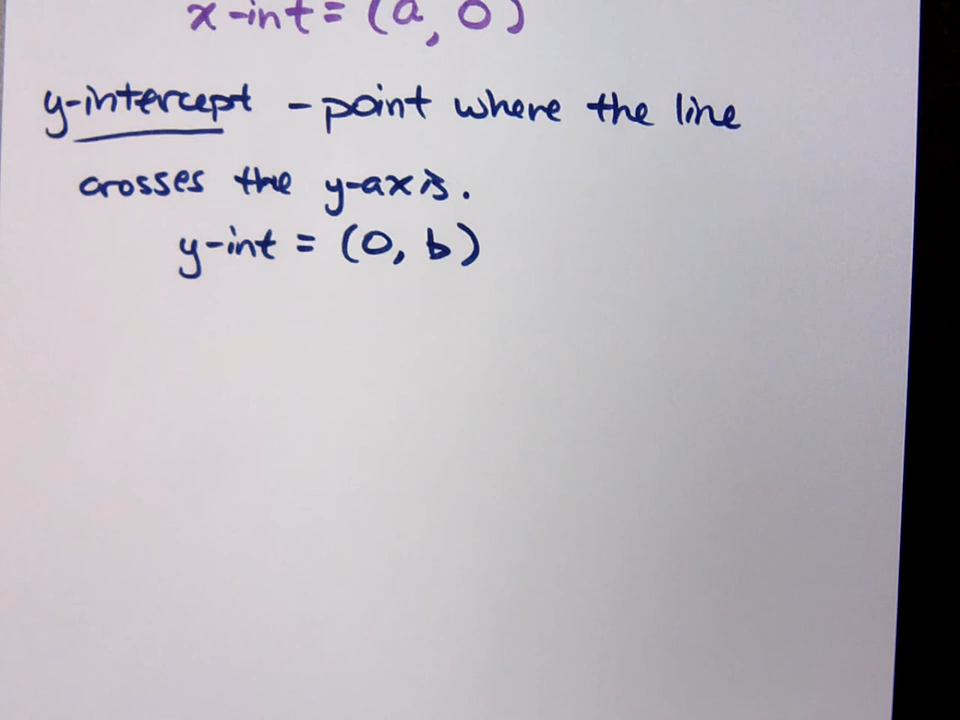 x-int = (a, 0)
y-intercept - point where the line
crosses the y-axis.
y-int = (0, b)